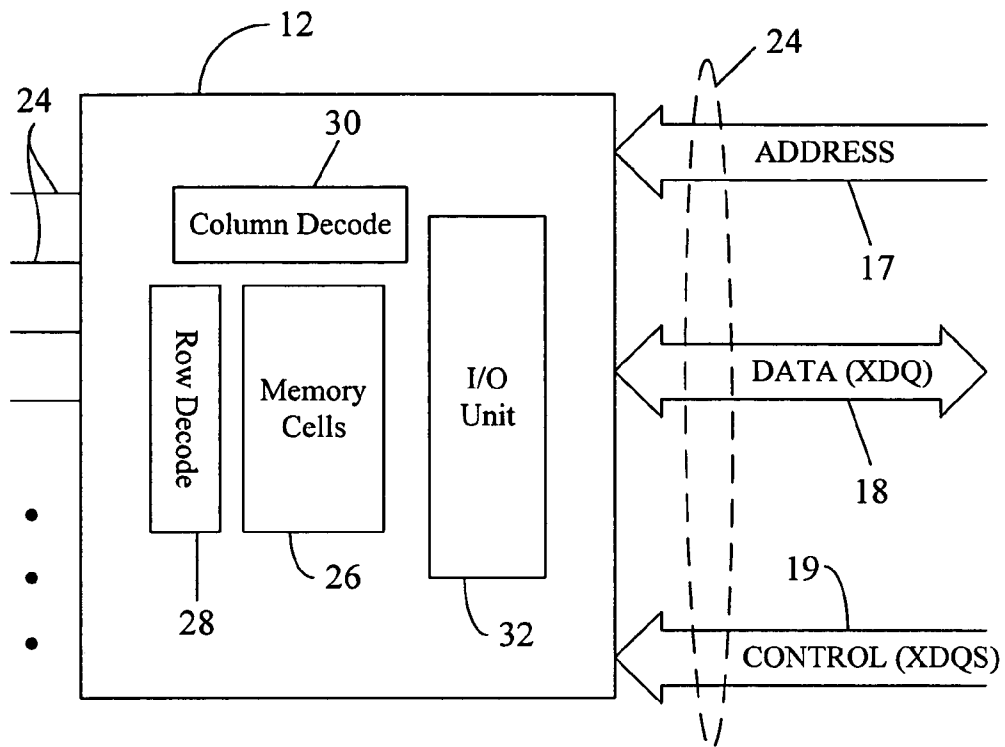 12
24
24
30
Column Decode
ADDRESS
17
Row Decode
Memory
Cells
I/O
Unit
DATA (XDQ)
18
28
26
32
19
CONTROL (XDQS)